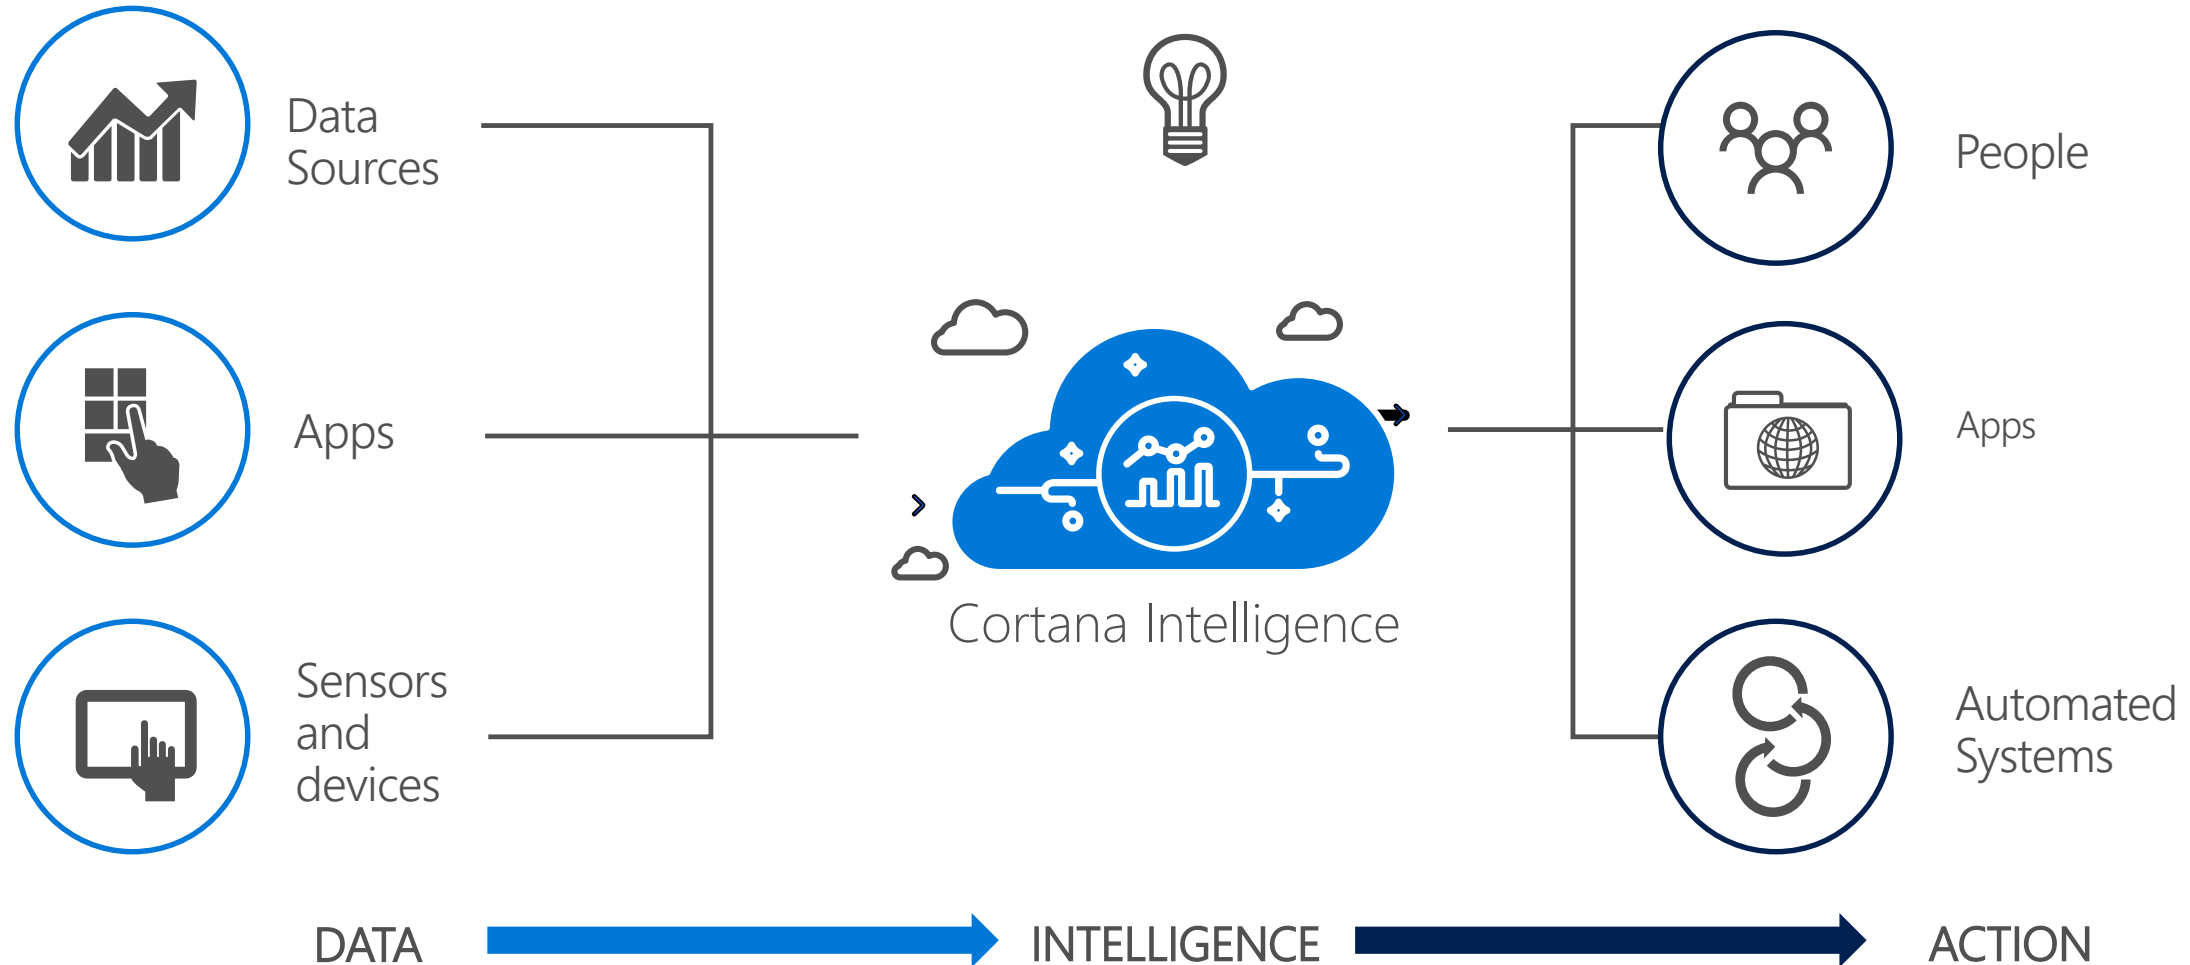 Data
Sources
Apps
Sensors
and
devices
Cortana Intelligence
People
Apps
Automated
Systems
DATA
INTELLIGENCE
ACTION